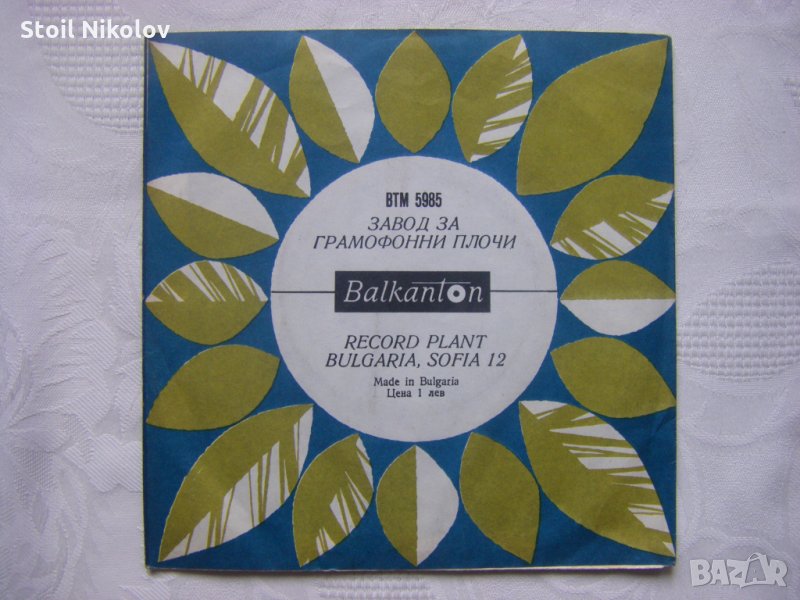 Stoil Nikolov
ВТМ 5985
ЗАВОД ЗА
ГРАМОФОННИ ПЛОЧИ
Balkanton
RECORD PLANT
BULGARIA, SOFIA 12
Made in Bulgaria
Цена 1 лев
BAZAR